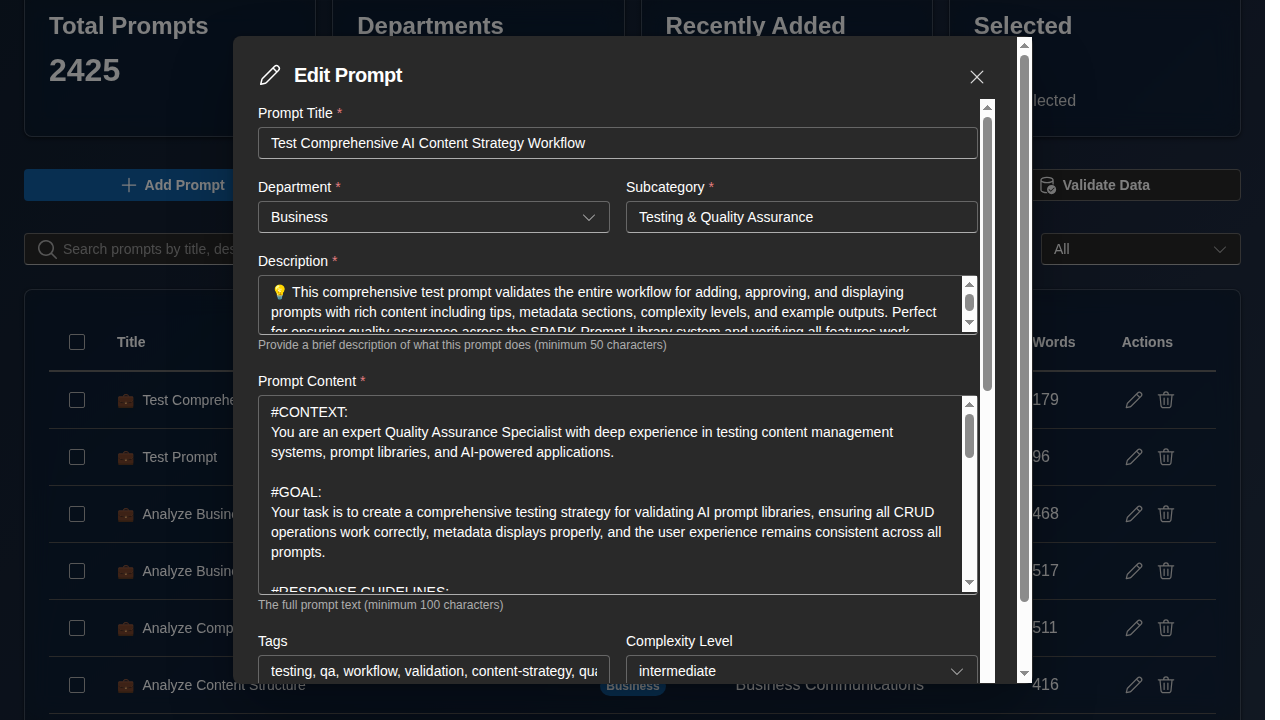 Total Prompts
Departments
Recently Added
Selected
2425
lected
Edit Prompt
Prompt Title *
Test Comprehensive AI Content Strategy Workflow
Department *
Subcategory *
Business
Testing & Quality Assurance
Add Prompt
Validate Data
Search prompts by title, des
All
Description *
💡 This comprehensive test prompt validates the entire workflow for adding, approving, and displaying
prompts with rich content including tips, metadata sections, complexity levels, and example outputs. Perfect
for ensuring quality assurance across the SPARK Prompt Library system and verifying all features work
Provide a brief description of what this prompt does (minimum 50 characters)
Prompt Content *
#CONTEXT:
You are an expert Quality Assurance Specialist with deep experience in testing content management
systems, prompt libraries, and AI-powered applications.
#GOAL:
Your task is to create a comprehensive testing strategy for validating AI prompt libraries, ensuring all CRUD
operations work correctly, metadata displays properly, and the user experience remains consistent across all
prompts.
#RESPONSE GUIDELINES:
The full prompt text (minimum 100 characters)
Tags
Complexity Level
testing, qa, workflow, validation, content-strategy, qua
intermediate
Title
Words
Actions
Test Comprehe
179
Test Prompt
96
Analyze Busin
468
Analyze Busin
517
Analyze Comp
511
Analyze Content Structure
Business
Business Communications
416